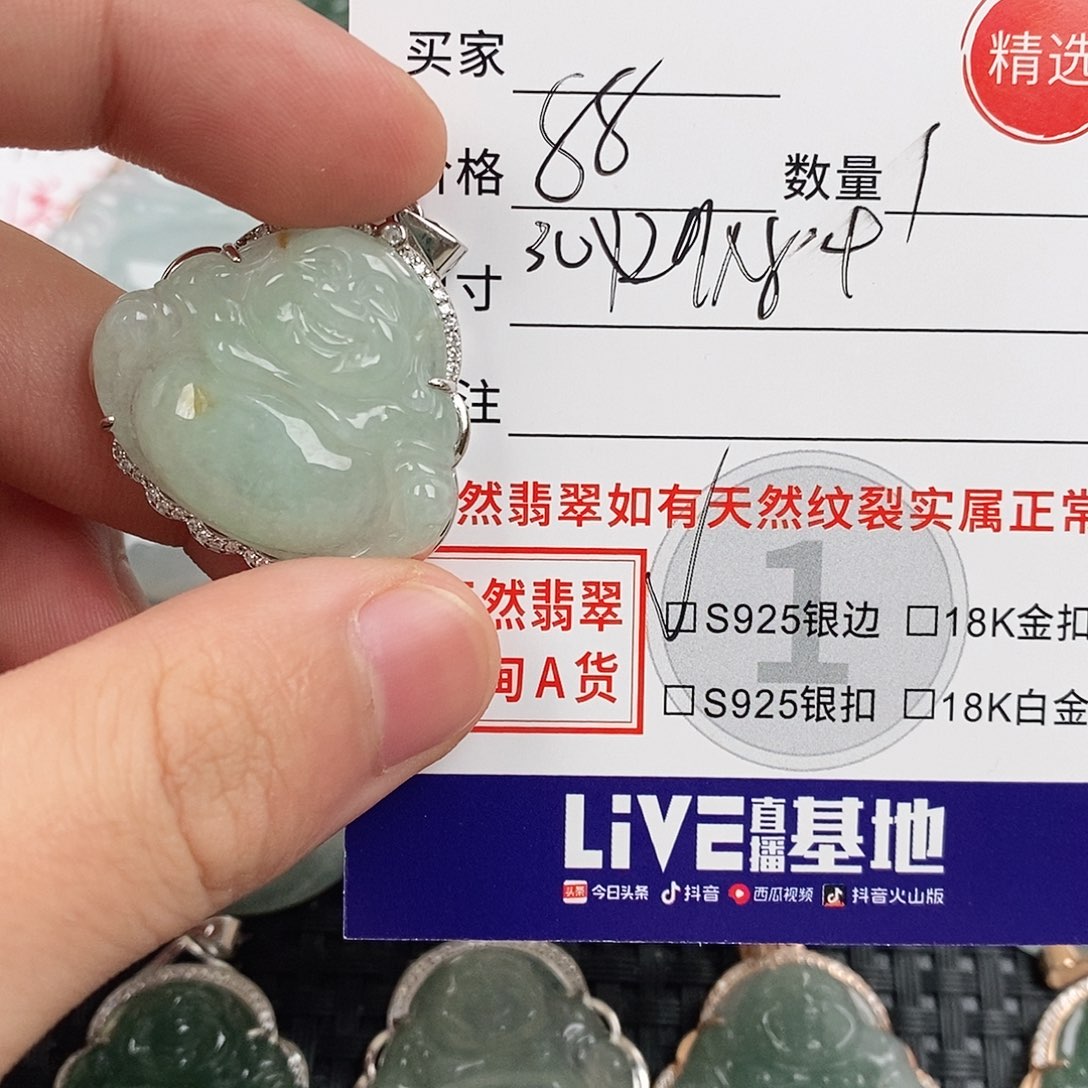 精选
买家
价格 88 数量 1
寸
注
然翡翠如有天然纹裂实属正常
然翡翠
A货
1
□S925银边 □18K金扣
□S925银扣 □18K白金
LiVE直播基地
头条 今日头条 抖音 西瓜视频 抖音火山版